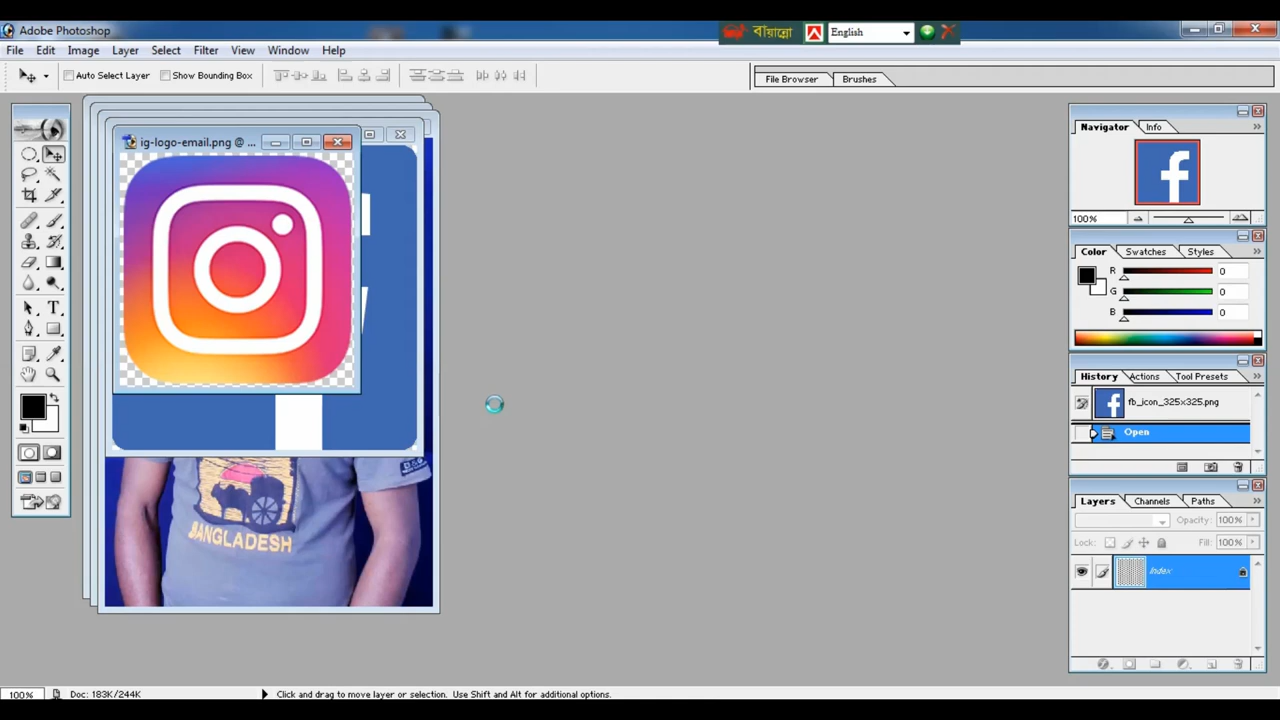 Adobe Photoshop
বায়ান্নো English
File Edit Image Layer Select Filter View Window Help
Auto Select Layer Show Bounding Box File Browser Brushes
ig-logo-email.png @ ...
BANGLADESH
Navigator Info
100%
Color Swatches Styles
R 0
G 0
B 0
History Actions Tool Presets
fb_icon_325x325.png
Open
Layers Channels Paths
Opacity: 100%
Lock: Fill: 100%
Index
100% Doc: 183K/244K Click and drag to move layer or selection. Use Shift and Alt for additional options.